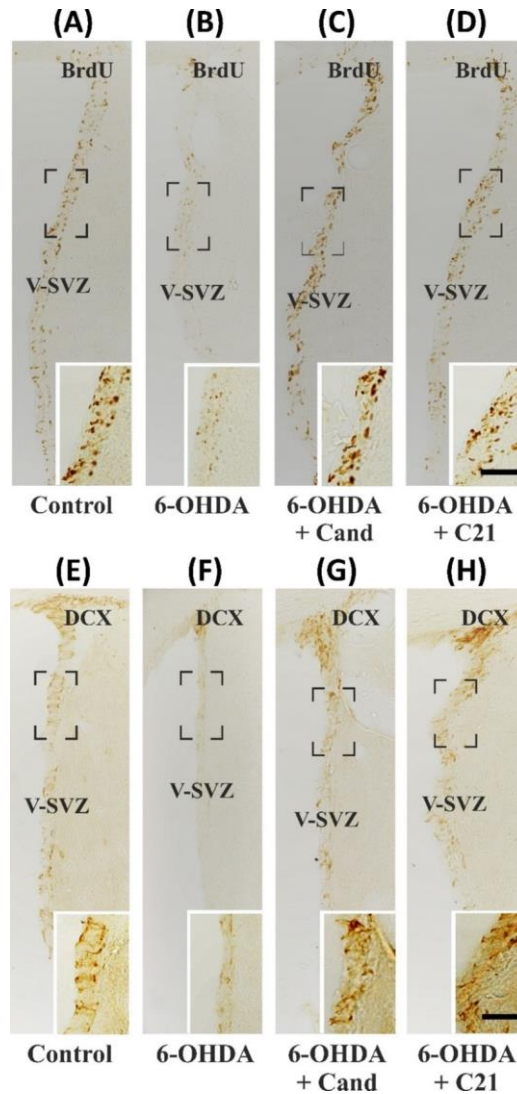 (A) (B) (C) (D)
BrdU BrdU BrdU BrdU
V-SVZ V-SVZ V-SVZ V-SVZ
Control 6-OHDA 6-OHDA 6-OHDA
+ Cand + C21
(E) (F) (G) (H)
DCX DCX DCX DCX
V-SVZ V-SVZ V-SVZ V-SVZ
Control 6-OHDA 6-OHDA 6-OHDA
+ Cand + C21